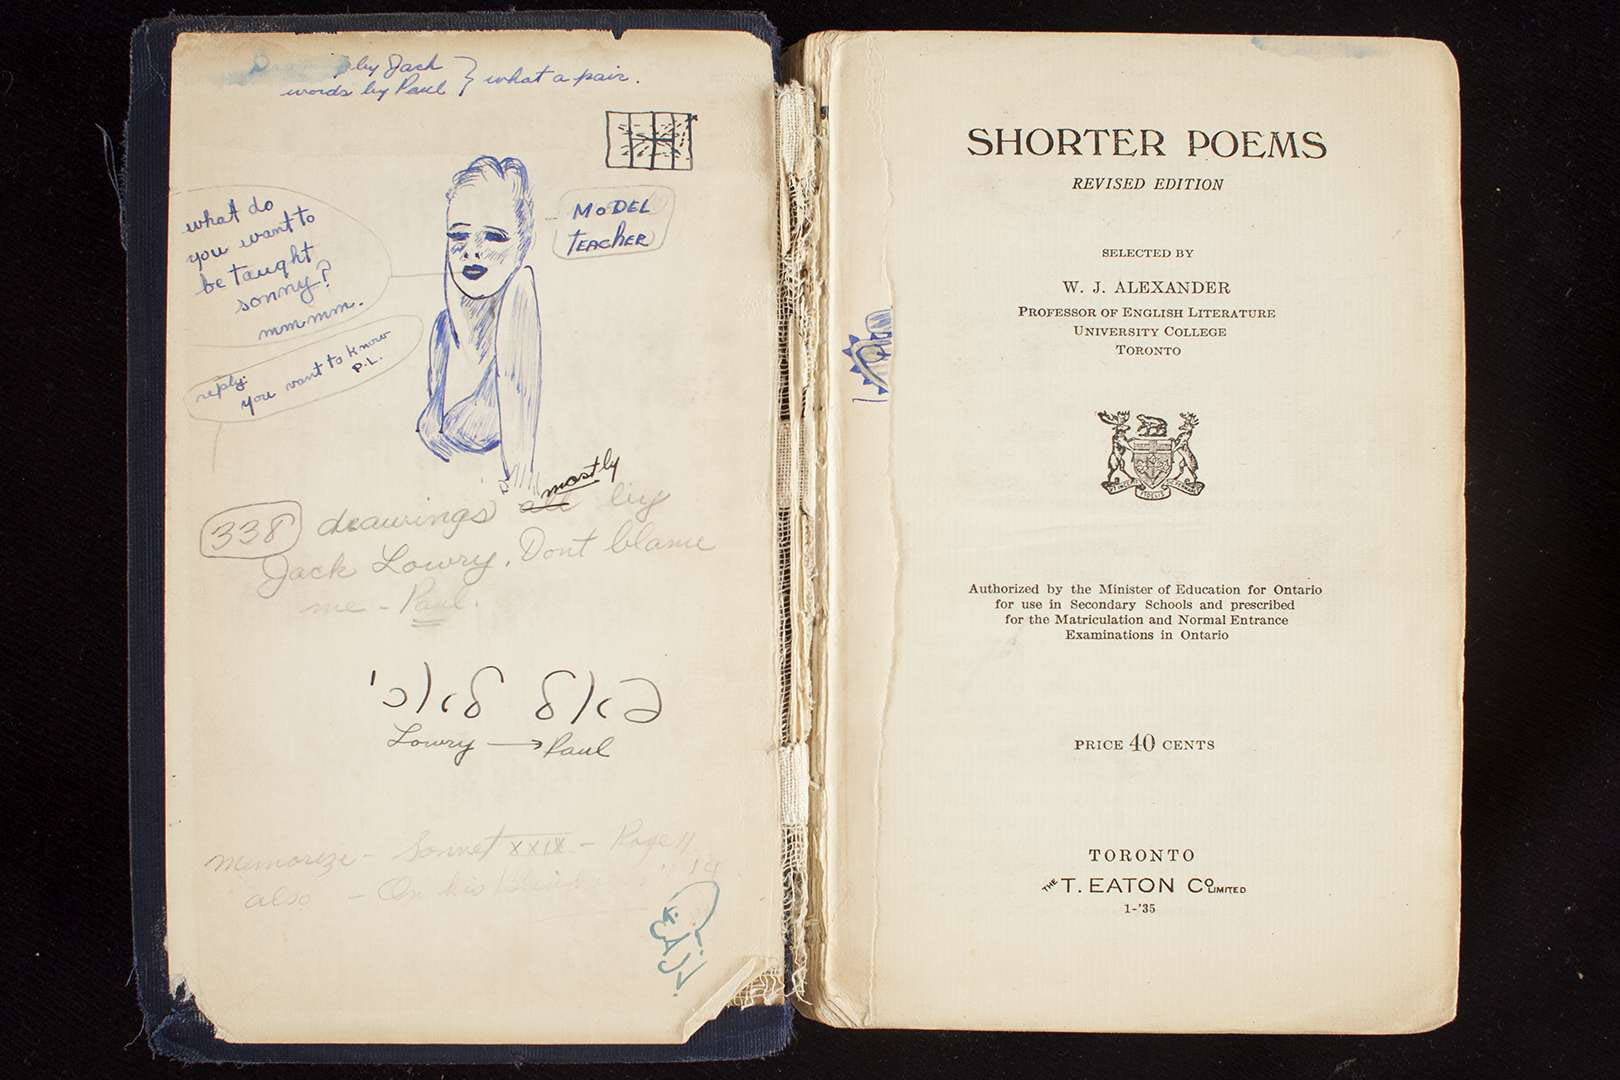 by Jack
words by Paul } what a pair.
what do
you want to
be taught
sonny?
mmmmm.
MODEL
TEACHER
reply:
you want to know
P.L.
338 drawings all mostly by
Jack Lowry. Dont blame
me - Paul.
Lowry → Paul
memorize - Sonnet XXIX - Page 11
also - On his Blindness " 19
SHORTER POEMS
REVISED EDITION
SELECTED BY
W. J. ALEXANDER
PROFESSOR OF ENGLISH LITERATURE
UNIVERSITY COLLEGE
TORONTO
Authorized by the Minister of Education for Ontario
for use in Secondary Schools and prescribed
for the Matriculation and Normal Entrance
Examinations in Ontario
PRICE 40 CENTS
TORONTO
THE T. EATON CO LIMITED
1-'35